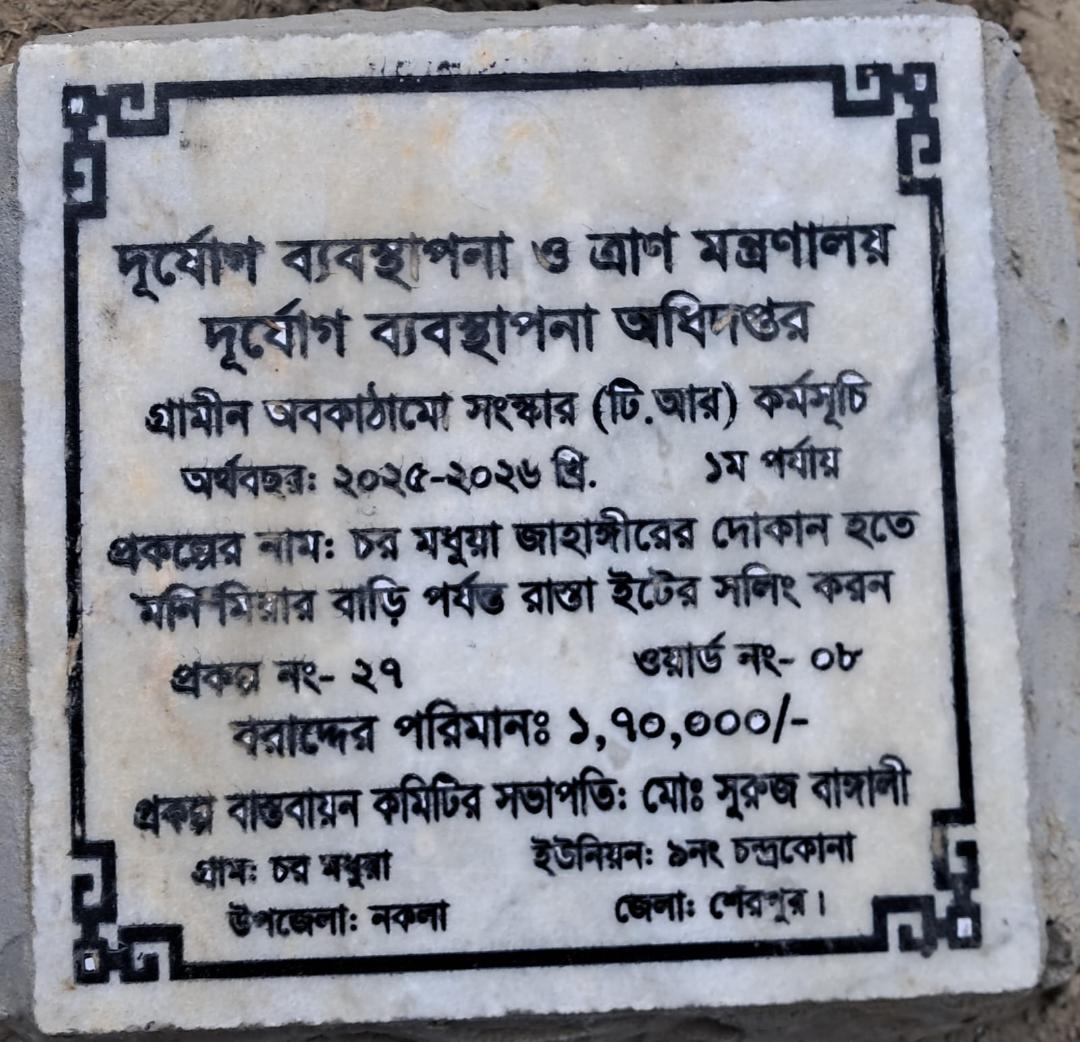 দূর্যোগ ব্যবস্থাপনা ও ত্রাণ মন্ত্রণালয়
দূর্যোগ ব্যবস্থাপনা অধিদপ্তর
গ্রামীন অবকাঠামো সংস্কার (টি.আর) কর্মসূচি
অর্থবছর: ২০২৫-২০২৬ খ্রি. ১ম পর্যায়
প্রকল্পের নাম: চর মধুয়া জাহাঙ্গীরের দোকান হতে
মনি মিয়ার বাড়ি পর্যন্ত রাস্তা ইটের সলিং করন
প্রকল্প নং- ২৭ ওয়ার্ড নং- ০৮
বরাদ্দের পরিমানঃ ১,৭০,০০০/-
প্রকল্প বাস্তবায়ন কমিটির সভাপতি: মোঃ সুরুজ বাঙ্গালী
গ্রাম: চর মধুয়া ইউনিয়ন: ৯নং চন্দ্রকোনা
উপজেলা: নকলা জেলা: শেরপুর।